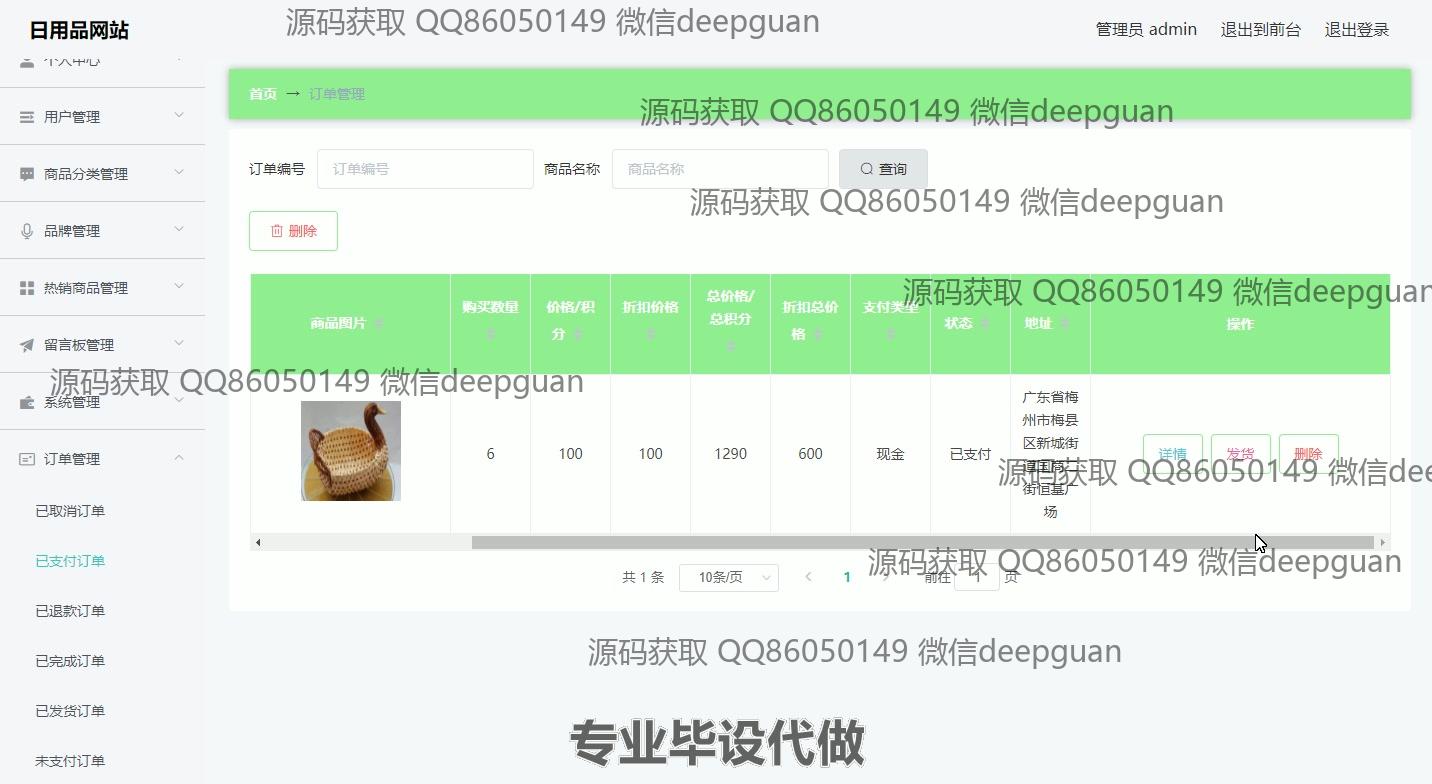 日用品网站
源码获取 QQ86050149 微信deepguan
管理员 admin
退出到前台
退出登录
个人中心
首页 → 订单管理
源码获取 QQ86050149 微信deepguan
用户管理
商品分类管理
品牌管理
热销商品管理
留言板管理
系统管理
订单管理
已取消订单
已支付订单
已退款订单
已完成订单
已发货订单
未支付订单
订单编号
订单编号
商品名称
商品名称
查询
源码获取 QQ86050149 微信deepguan
删除
源码获取 QQ86050149 微信deepguan
商品图片
购买数量
价格/积
分
折扣价格
总价格/
总积分
折扣总价
格
支付类型
状态
地址
操作
源码获取 QQ86050149 微信deepguan
6
100
100
1290
600
现金
已支付
广东省梅
州市梅县
区新城街
道国商二
街恒基广
场
详情
发货
删除
源码获取 QQ86050149 微信dee
共 1 条
10条/页
1
前往
1
页
源码获取 QQ86050149 微信deepguan
源码获取 QQ86050149 微信deepguan
专业毕设代做